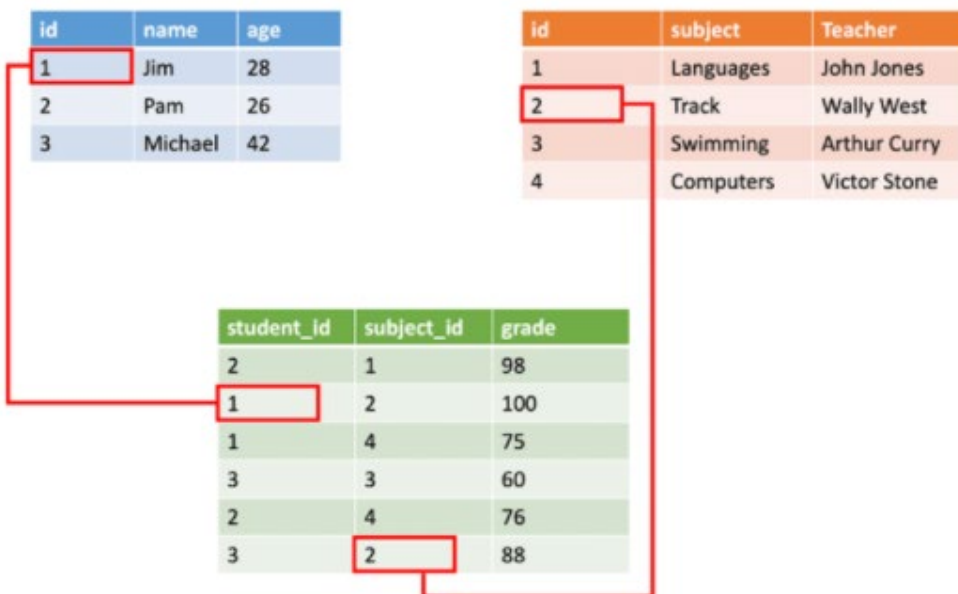 id name age
1 Jim 28
2 Pam 26
3 Michael 42
id subject Teacher
1 Languages John Jones
2 Track Wally West
3 Swimming Arthur Curry
4 Computers Victor Stone
student_id subject_id grade
2 1 98
1 2 100
1 4 75
3 3 60
2 4 76
3 2 88